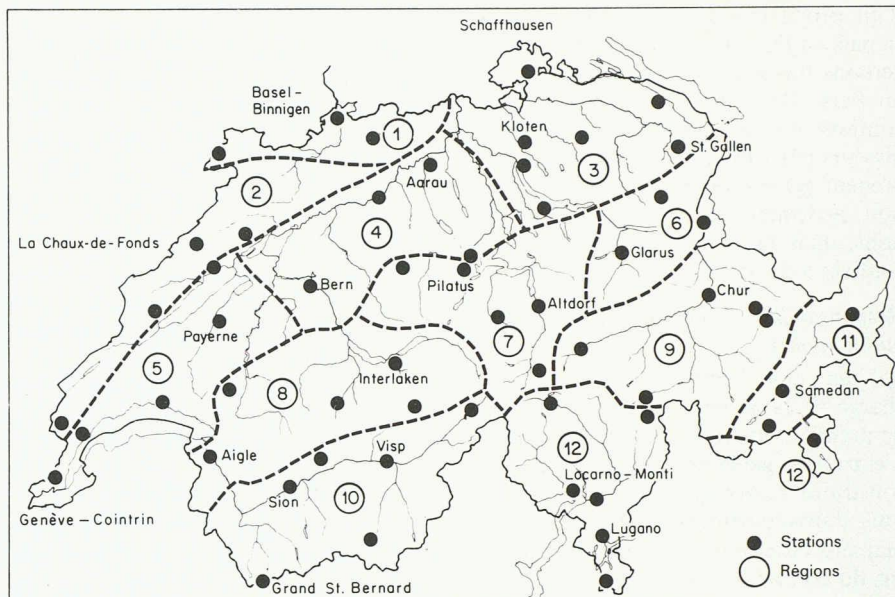 Schaffhausen
Basel-
Binnigen
1
Kloten
St. Gallen
3
Aarau
2
4
6
La Chaux-de-Fonds
Glarus
Bern
Pilatus
Chur
Altdorf
Payerne
7
11
9
5
Interlaken
8
Samedan
Aigle
Visp
12
12
Locarno-Monti
Sion
10
Genève – Cointrin
Lugano
Stations
Régions
Grand St. Bernard